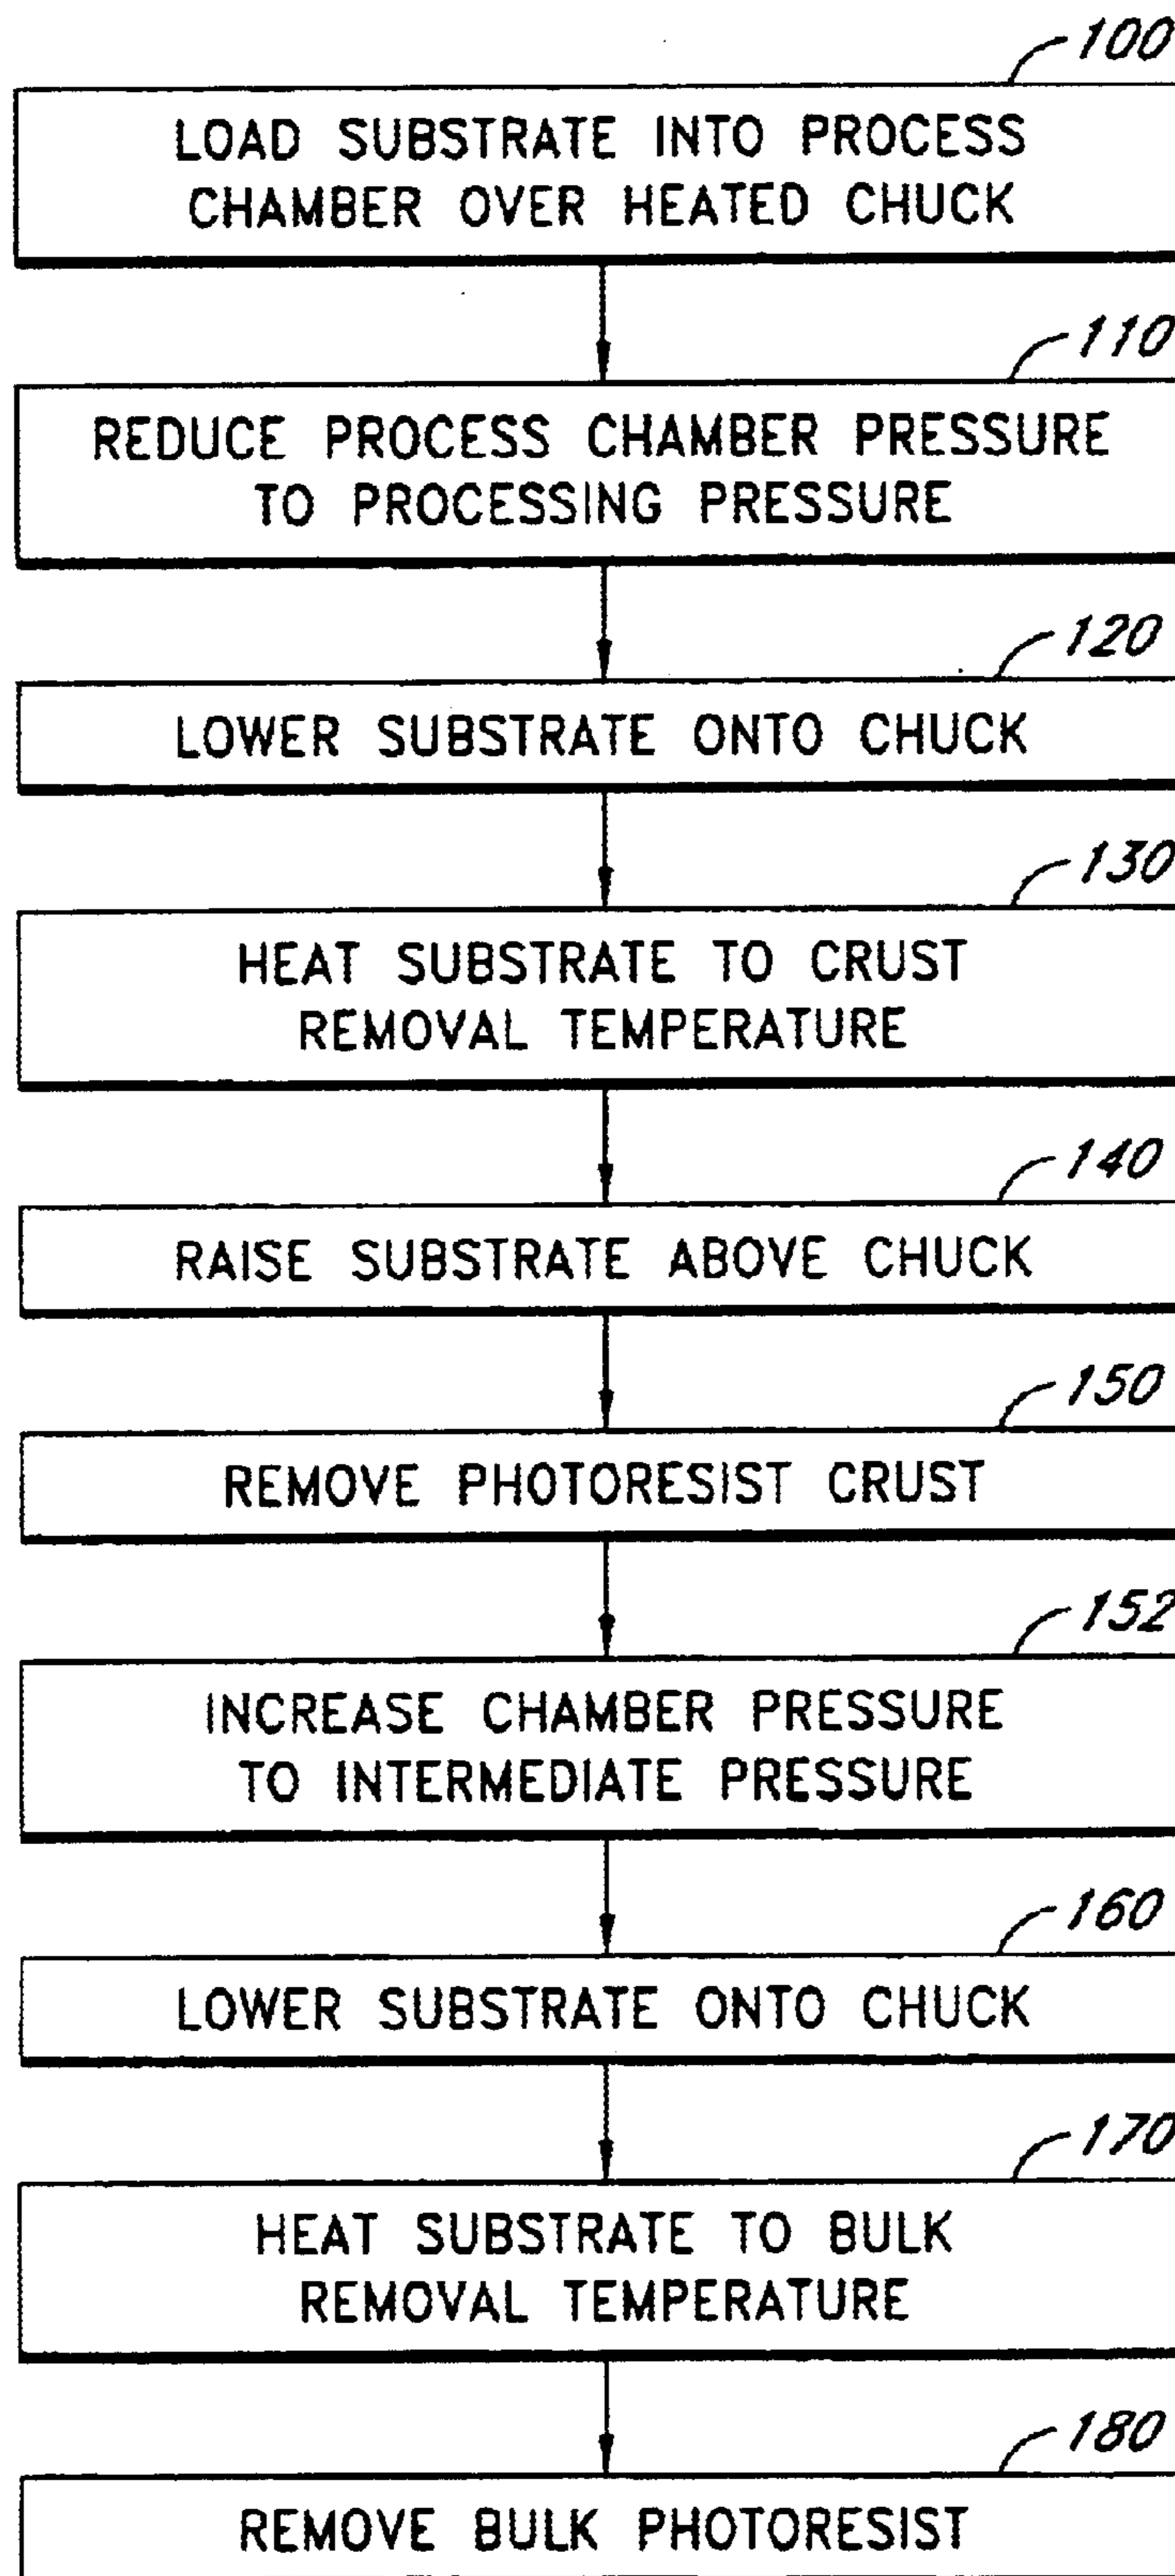 100
LOAD SUBSTRATE INTO PROCESS
CHAMBER OVER HEATED CHUCK
110
REDUCE PROCESS CHAMBER PRESSURE
TO PROCESSING PRESSURE
120
LOWER SUBSTRATE ONTO CHUCK
130
HEAT SUBSTRATE TO CRUST
REMOVAL TEMPERATURE
140
RAISE SUBSTRATE ABOVE CHUCK
150
REMOVE PHOTORESIST CRUST
152
INCREASE CHAMBER PRESSURE
TO INTERMEDIATE PRESSURE
160
LOWER SUBSTRATE ONTO CHUCK
170
HEAT SUBSTRATE TO BULK
REMOVAL TEMPERATURE
180
REMOVE BULK PHOTORESIST